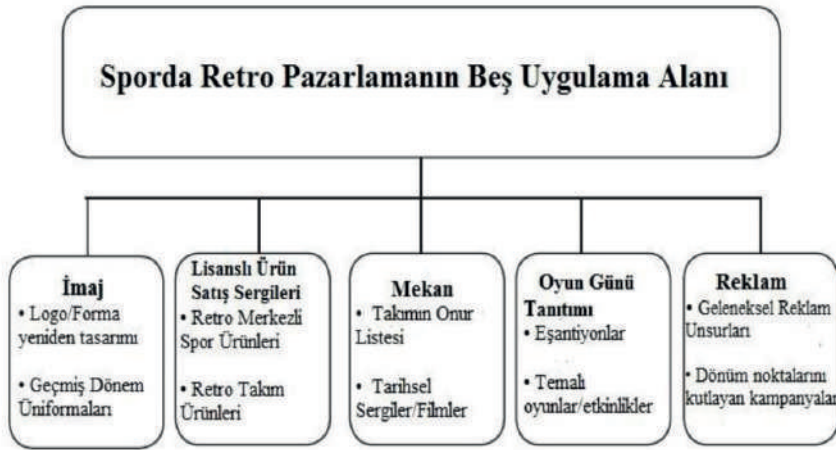 Sporda Retro Pazarlamanın Beş Uygulama Alanı
İmaj
• Logo/Forma
yeniden tasarımı
• Geçmiş Dönem
Üniformaları
Lisanslı Ürün
Satış Sergileri
• Retro Merkezli
Spor Ürünleri
• Retro Takım
Ürünleri
Mekan
• Takımın Onur
Listesi
• Tarihsel
Sergiler/Filmler
Oyun Günü
Tanıtımı
• Eşantiyonlar
• Temalı
oyunlar/etkinlikler
Reklam
• Geleneksel Reklam
Unsurları
• Dönüm noktalarını
kutlayan kampanyalar